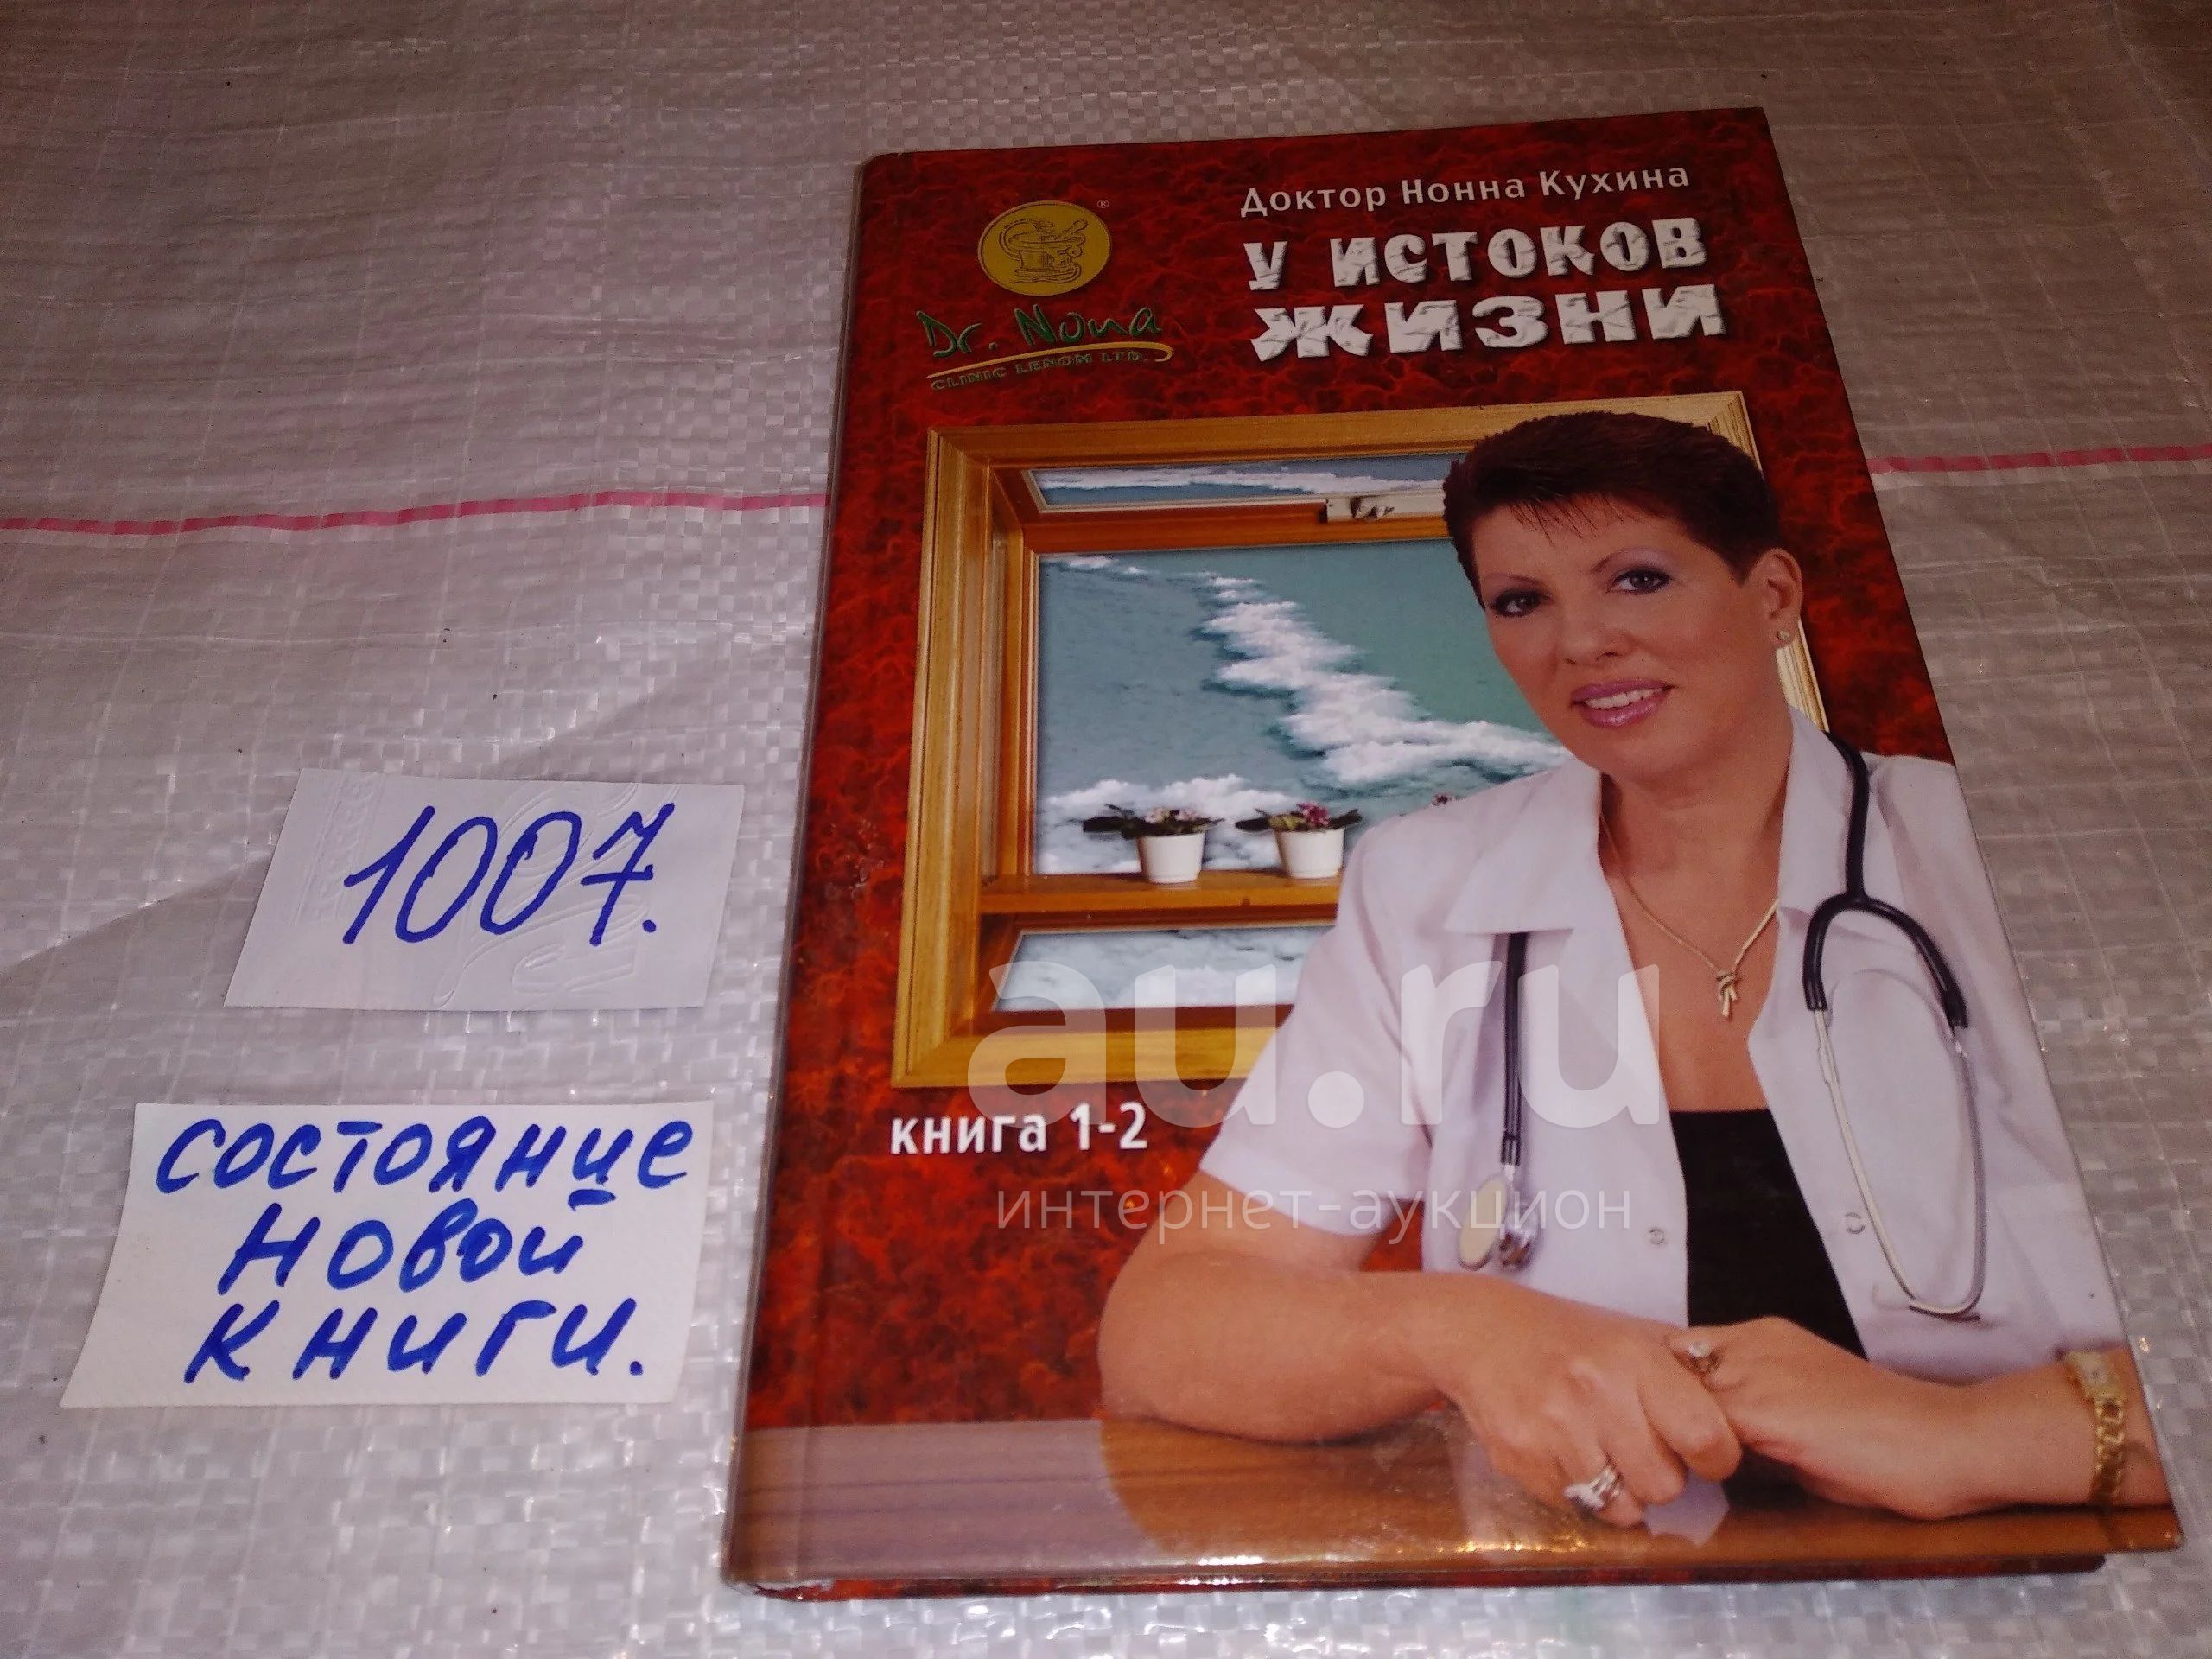 Доктор Нонна Кухина
У ИСТОКОВ
ЖИЗНИ
®
Dr. Nona
CLINIC LENOM LTD.
книга 1-2
1007.
состояние
новой
книги.
au.ru
интернет-аукцион